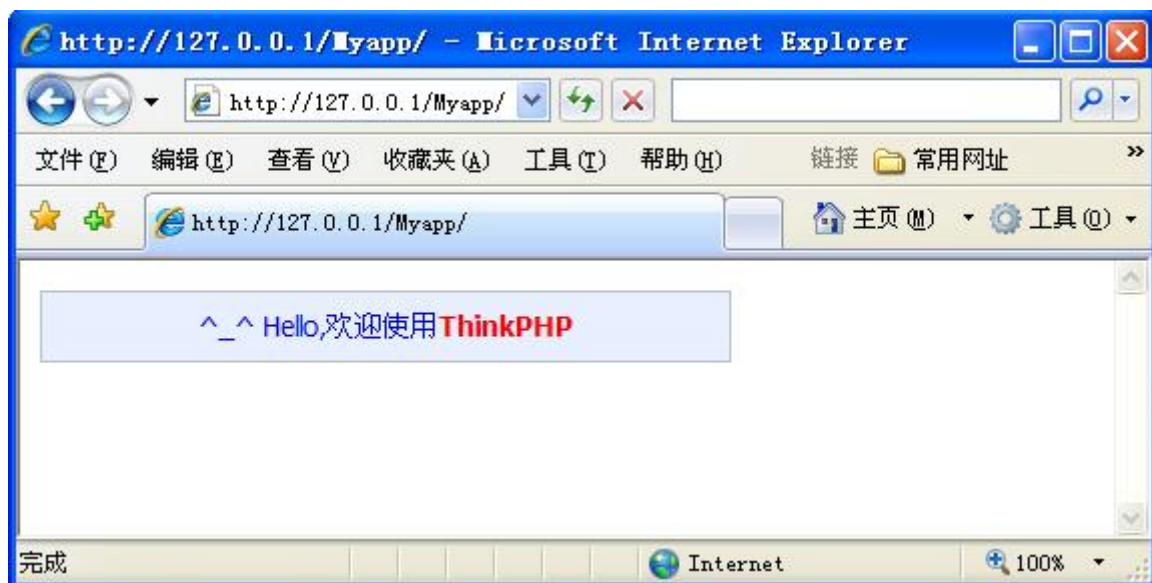 http://127.0.0.1/Myapp/ - Microsoft Internet Explorer
http://127.0.0.1/Myapp/
文件(F) 编辑(E) 查看(V) 收藏夹(A) 工具(T) 帮助(H) 链接 常用网址 »
http://127.0.0.1/Myapp/ 主页(M) 工具(O)
^_^ Hello,欢迎使用ThinkPHP
完成 Internet 100%